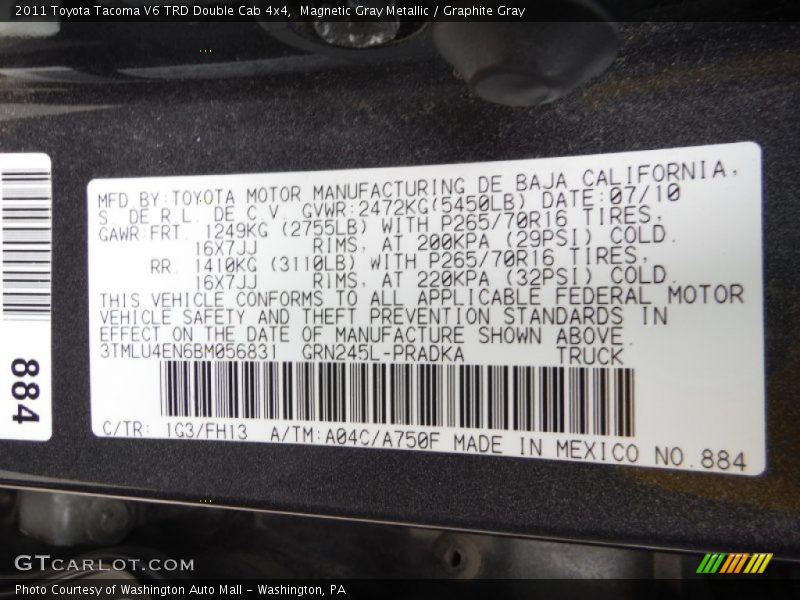 2011 Toyota Tacoma V6 TRD Double Cab 4x4,  Magnetic Gray Metallic / Graphite Gray
MFD BY:TOYOTA MOTOR MANUFACTURING DE BAJA CALIFORNIA,
S. DE R.L. DE C.V. GVWR:2472KG(5450LB) DATE:07/10
GAWR:FRT. 1249KG (2755LB) WITH P265/70R16 TIRES,
16X7JJ RIMS, AT 200KPA (29PSI) COLD.
RR. 1410KG (3110LB) WITH P265/70R16 TIRES,
16X7JJ RIMS, AT 220KPA (32PSI) COLD.
THIS VEHICLE CONFORMS TO ALL APPLICABLE FEDERAL MOTOR
VEHICLE SAFETY AND THEFT PREVENTION STANDARDS IN
EFFECT ON THE DATE OF MANUFACTURE SHOWN ABOVE.
3TMLU4EN6BM056831 GRN245L-PRADKA TRUCK
C/TR: 1G3/FH13 A/TM:A04C/A750F MADE IN MEXICO NO.884
884
GTCARLOT.COM
Photo Courtesy of Washington Auto Mall - Washington, PA